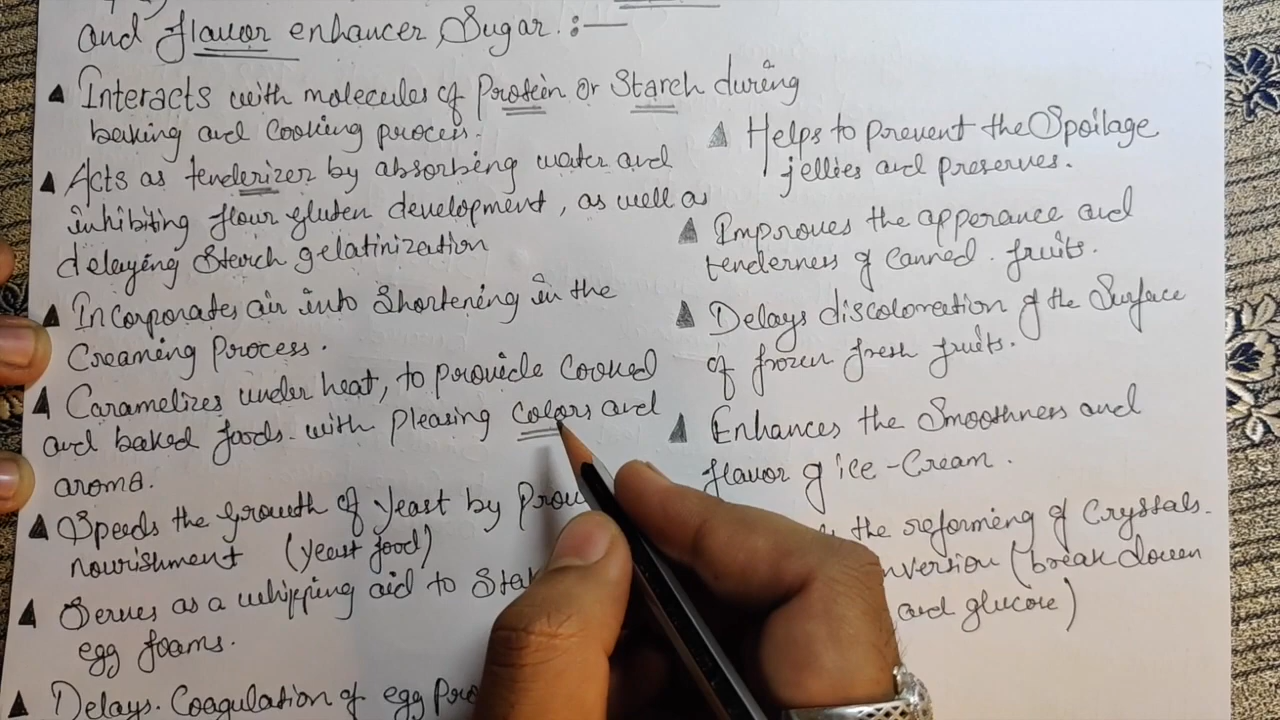 and flavor enhancer Sugar :—
▲ Interacts with molecules of Protein or Starch during
baking and Cooking process.
▲ Acts as tenderizer by absorbing water and
inhibiting flour gluten development, as well as
delaying Starch gelatinization
▲ Incorporates air into Shortening in the
Creaming Process.
▲ Caramelizes under heat, to provide Cooked
and baked foods. with pleasing colors and
aroma.
▲ Speeds the growth of yeast by
nourishment (yeast food)
▲ Serves as a whipping aid to
egg foams.
▲ Delays. Coagulation of egg
▲ Helps to prevent the Spoilage
jellies and preserves.
▲ Improves the apperance and
tenderness of Canned. fruits.
▲ Delays discoloration of the Surface
of frozen fresh fruits.
▲ Enhances the Smoothness and
flavor of ice-Cream.
the reforming of Crystals.
(break down
and glucose)